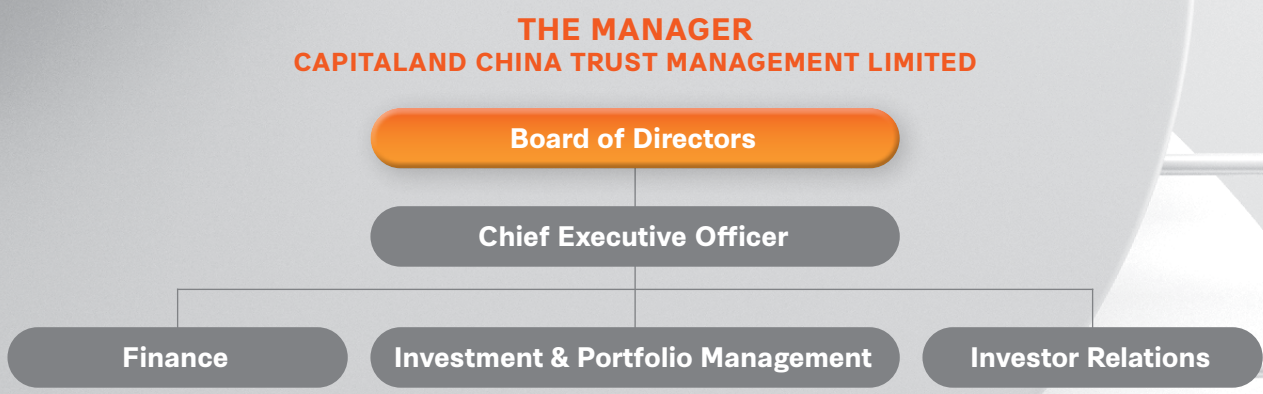 THE MANAGER
CAPITALAND CHINA TRUST MANAGEMENT LIMITED
Board of Directors
Chief Executive Officer
Finance
Investment & Portfolio Management
Investor Relations